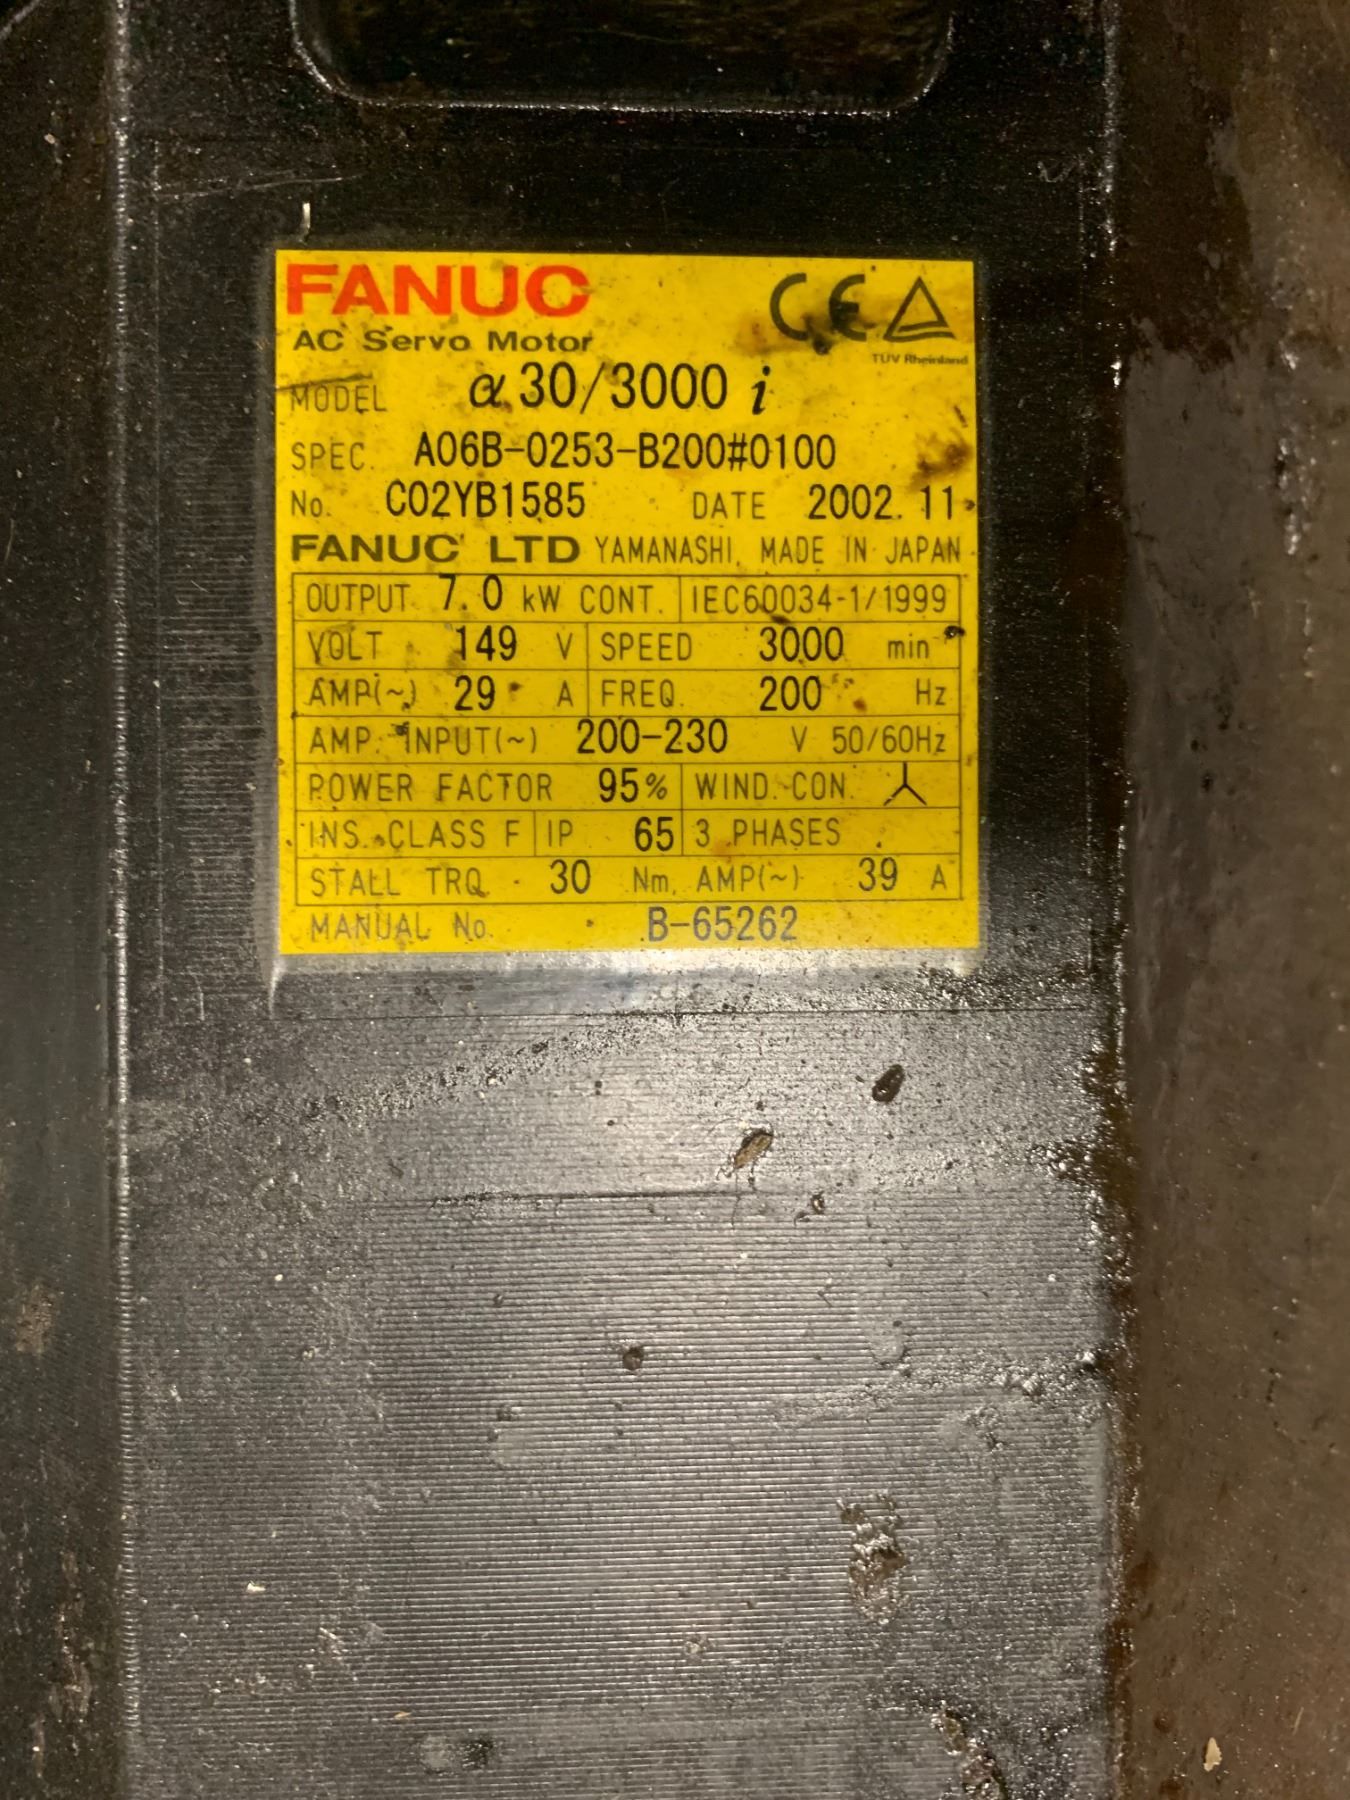 FANUC CE
AC Servo Motor TUV Rheinland
MODEL α 30/3000 i
SPEC. A06B-0253-B200#0100
No. C02YB1585 DATE 2002.11
FANUC LTD YAMANASHI, MADE IN JAPAN
OUTPUT 7.0 kW CONT. IEC60034-1/1999
VOLT 149 V SPEED 3000 min⁻¹
AMP(~) 29 A FREQ. 200 Hz
AMP. INPUT(~) 200-230 V 50/60Hz
POWER FACTOR 95% WIND. CON.
INS. CLASS F IP 65 3 PHASES
STALL TRQ 30 Nm, AMP(~) 39 A
MANUAL No. B-65262